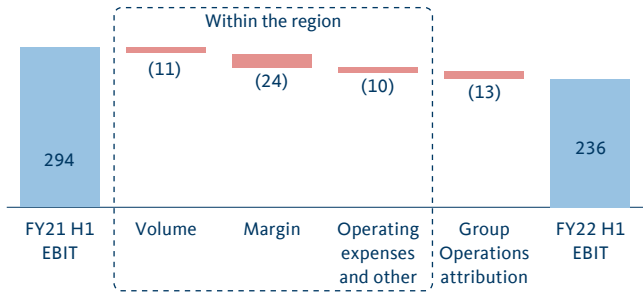 Within the region
(11)
(24)
(10)
(13)
294
236
FY21 H1
EBIT
Volume
Margin
Operating
expenses
and other
Group
Operations
attribution
FY22 H1
EBIT